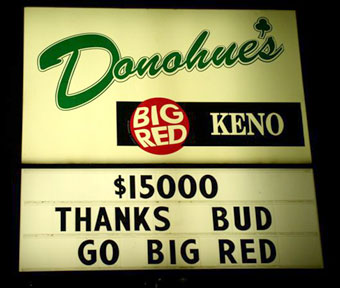 Donohue's
BIG
RED
KENO
$15000
THANKS BUD
GO BIG RED